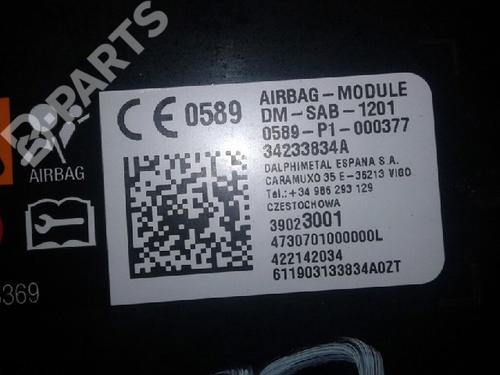 B-PARTS
CE 0589
AIRBAG-MODULE
DM-SAB-1201
0589-P1-000377
34233834A
DALPHIMETAL ESPANA S.A.
CARAMUXO 35 E-36213 VIGO
Tel.:+34 986 293 129
CZESTOCHOWA
39023001
4730701000000L
422142034
611903133834A0ZT
AIRBAG